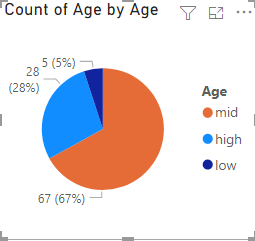 Count of Age by Age
5 (5%)
28
(28%)
67 (67%)
Age
mid
high
low